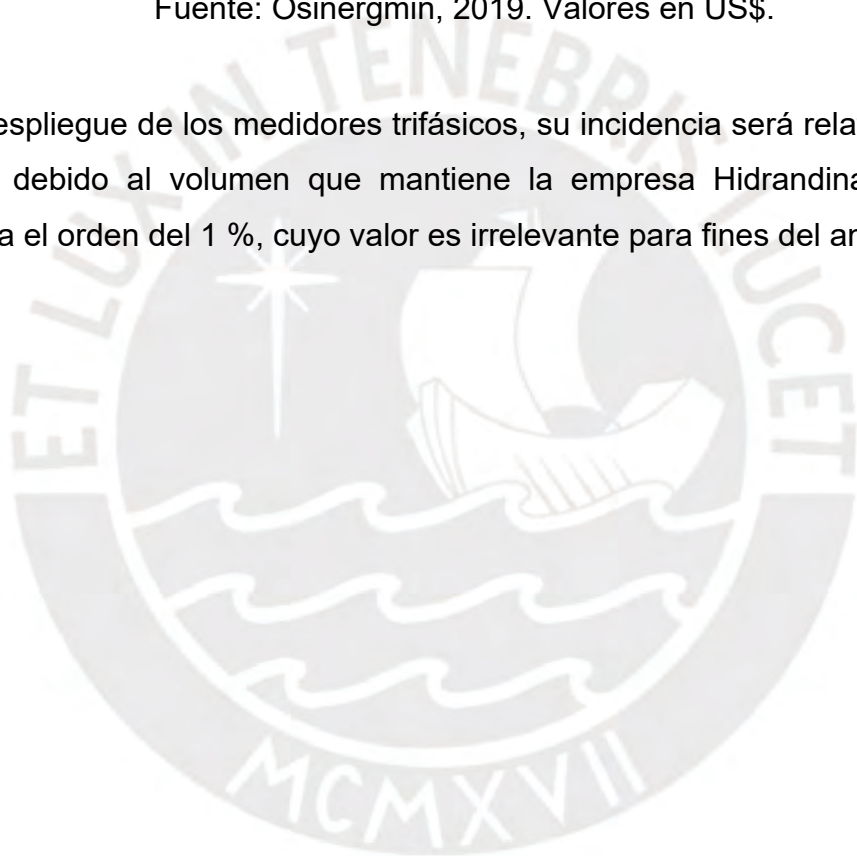 Fuente: Osinergmin, 2019. Valores en US$.
espliegue de los medidores trifásicos, su incidencia será rela
debido al volumen que mantiene la empresa Hidrandina
a el orden del 1 %, cuyo valor es irrelevante para fines del a
ET LUX IN TENEBRIS LUCET
MCMXVII